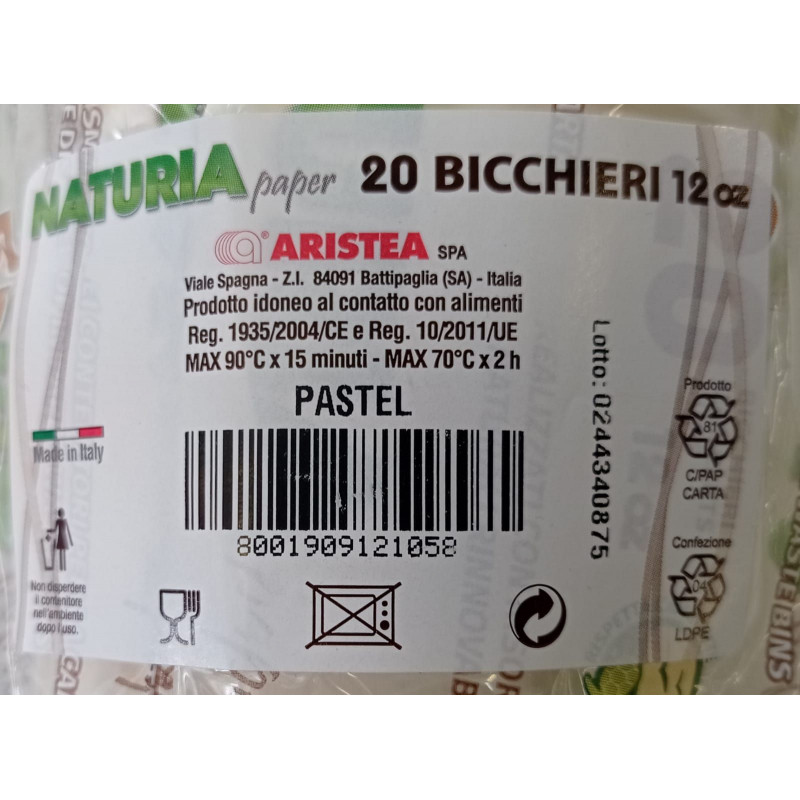 NATURIA paper 20 BICCHIERI 12 oz
ARISTEA SPA
Viale Spagna - Z.I. 84091 Battipaglia (SA) - Italia
Prodotto idoneo al contatto con alimenti
Reg. 1935/2004/CE e Reg. 10/2011/UE
MAX 90°C x 15 minuti - MAX 70°C x 2 h
PASTEL
8001909121058
Made in Italy
Non disperdere
il contenitore
nell'ambiente
dopo l'uso.
Lotto: 0244340875
Prodotto
81
C/PAP
CARTA
Confezione
04
LDPE
WASTE BINS